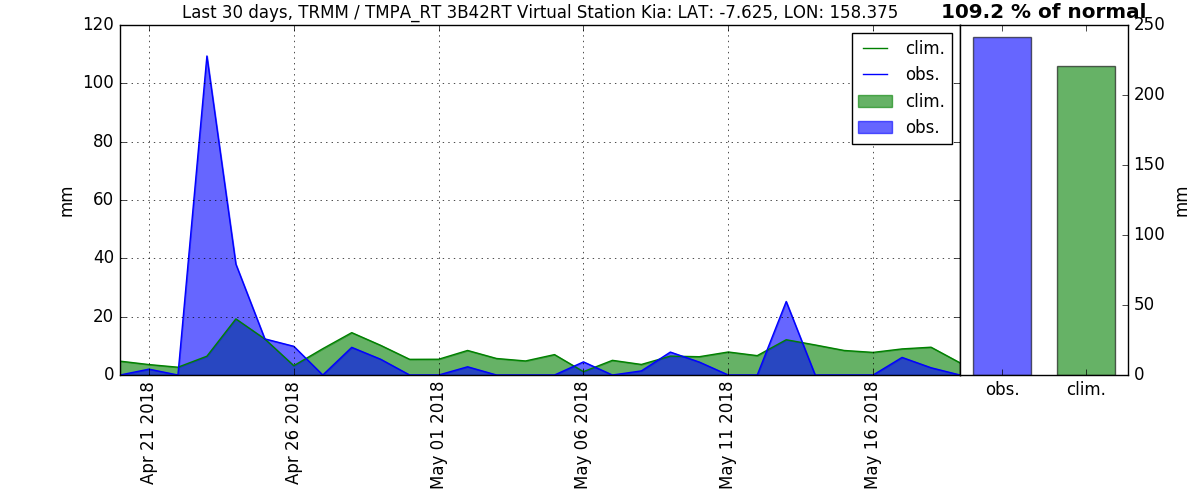 Last 30 days, TRMM / TMPA_RT 3B42RT Virtual Station Kia: LAT: -7.625, LON: 158.375
109.2 % of normal
120
100
80
60
40
20
0
mm
clim.
obs.
clim.
obs.
Apr 21 2018
Apr 26 2018
May 01 2018
May 06 2018
May 11 2018
May 16 2018
250
200
150
100
50
0
mm
obs.
clim.